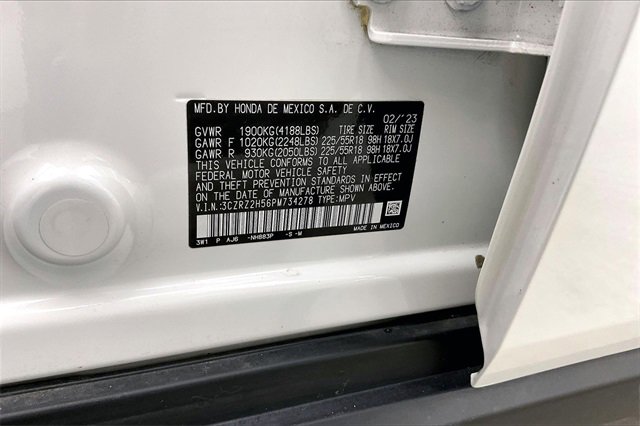 MFD.BY HONDA DE MEXICO S.A. DE C.V.
02/'23
GVWR 1900KG(4188LBS) TIRE SIZE RIM SIZE
GAWR F 1020KG(2248LBS) 225/55R18 98H 18X7.0J
GAWR R 930KG(2050LBS) 225/55R18 98H 18X7.0J
THIS VEHICLE CONFORMS TO ALL APPLICABLE
FEDERAL MOTOR VEHICLE SAFETY
AND BUMPER STANDARDS IN EFFECT
ON THE DATE OF MANUFACTURE SHOWN ABOVE.
V.I.N.:3CZRZ2H56PM734278 TYPE:MPV
3W1 P AJ6 -NH883P -S -M MADE IN MEXICO